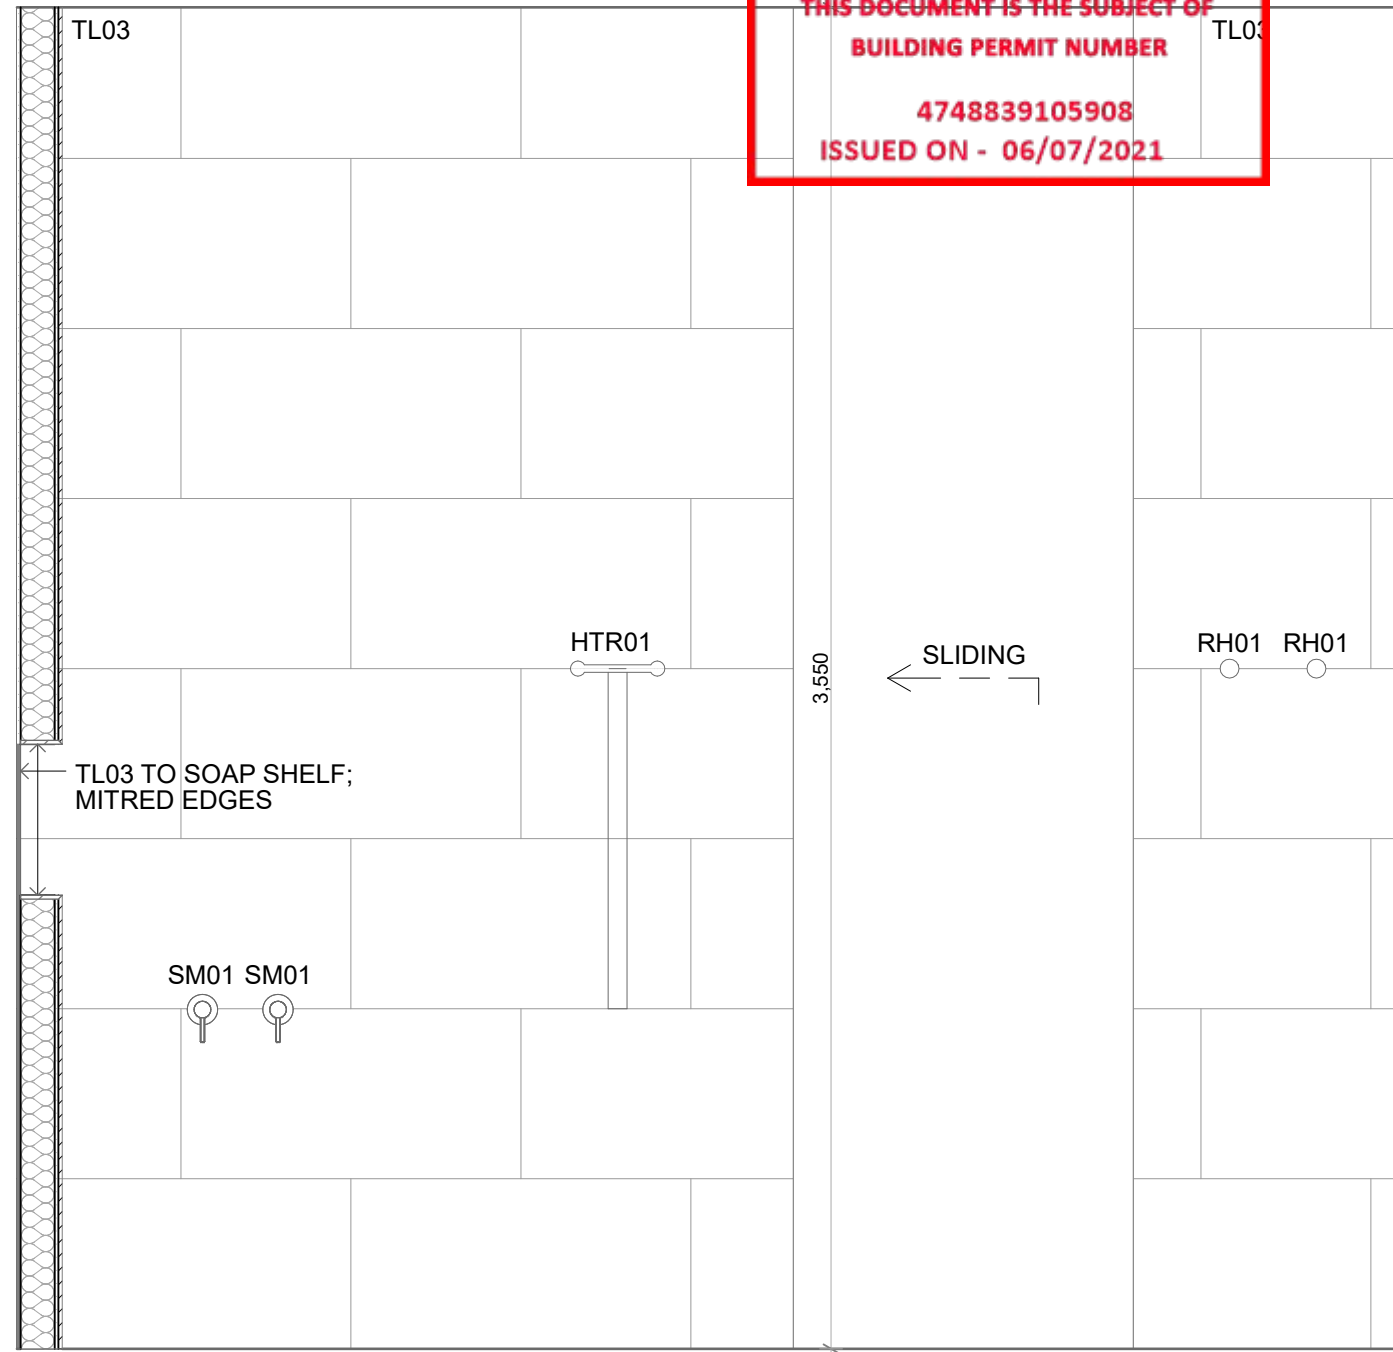 THIS DOCUMENT IS THE SUBJECT OF
BUILDING PERMIT NUMBER
4748839105908
ISSUED ON - 06/07/2021
TL03
TL03
HTR01
SLIDING
3,550
RH01 RH01
TL03 TO SOAP SHELF;
MITRED EDGES
SM01 SM01